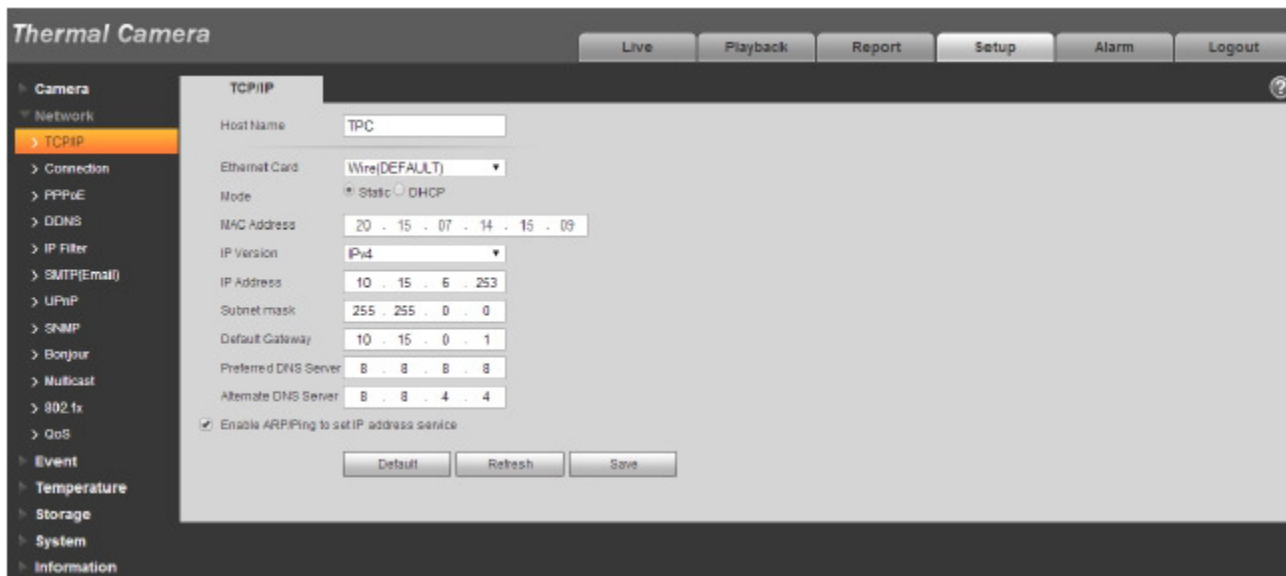 Thermal Camera
Live Playback Report Setup Alarm Logout
Camera
Network
TCP/IP
Connection
PPPoE
DDNS
IP Filter
SMTP(Email)
UPnP
SNMP
Bonjour
Multicast
802.1x
QoS
Event
Temperature
Storage
System
Information
TCP/IP
?
Host Name TPC
Ethernet Card Wire(DEFAULT)
Mode Static DHCP
MAC Address 20 . 15 . 07 . 14 . 15 . 09
IP Version IPv4
IP Address 10 . 15 . 6 . 253
Subnet mask 255 . 255 . 0 . 0
Default Gateway 10 . 15 . 0 . 1
Preferred DNS Server 8 . 8 . 8 . 8
Alternate DNS Server 8 . 8 . 4 . 4
Enable ARP/Ping to set IP address service
Default Refresh Save